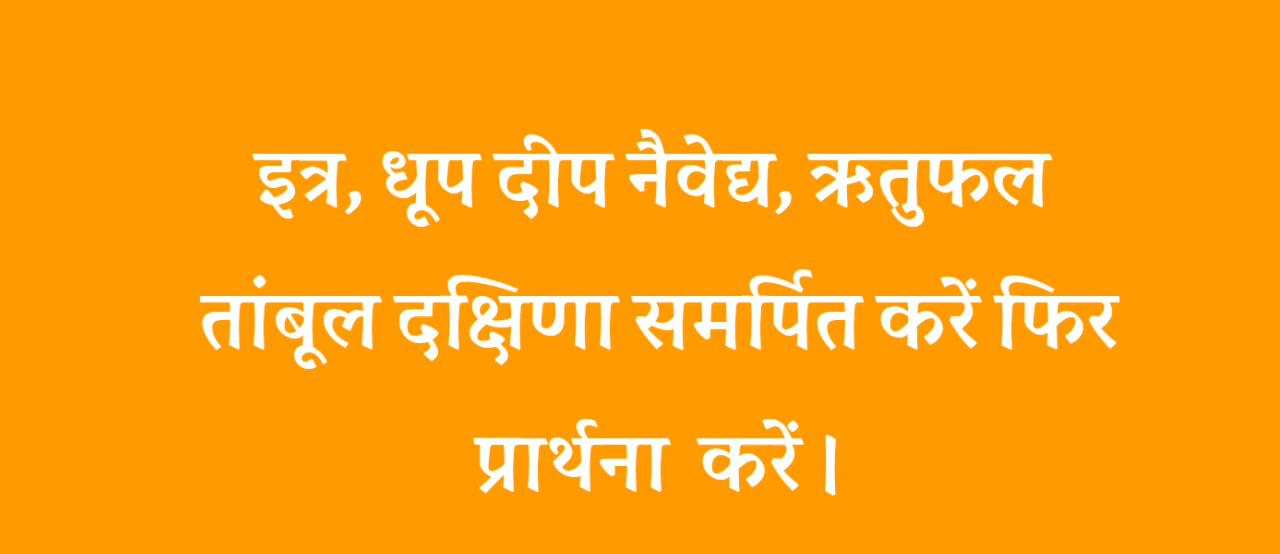 इत्र, धूप दीप नैवेद्य, ऋतुफल
तांबूल दक्षिणा समर्पित करें फिर
प्रार्थना करें।